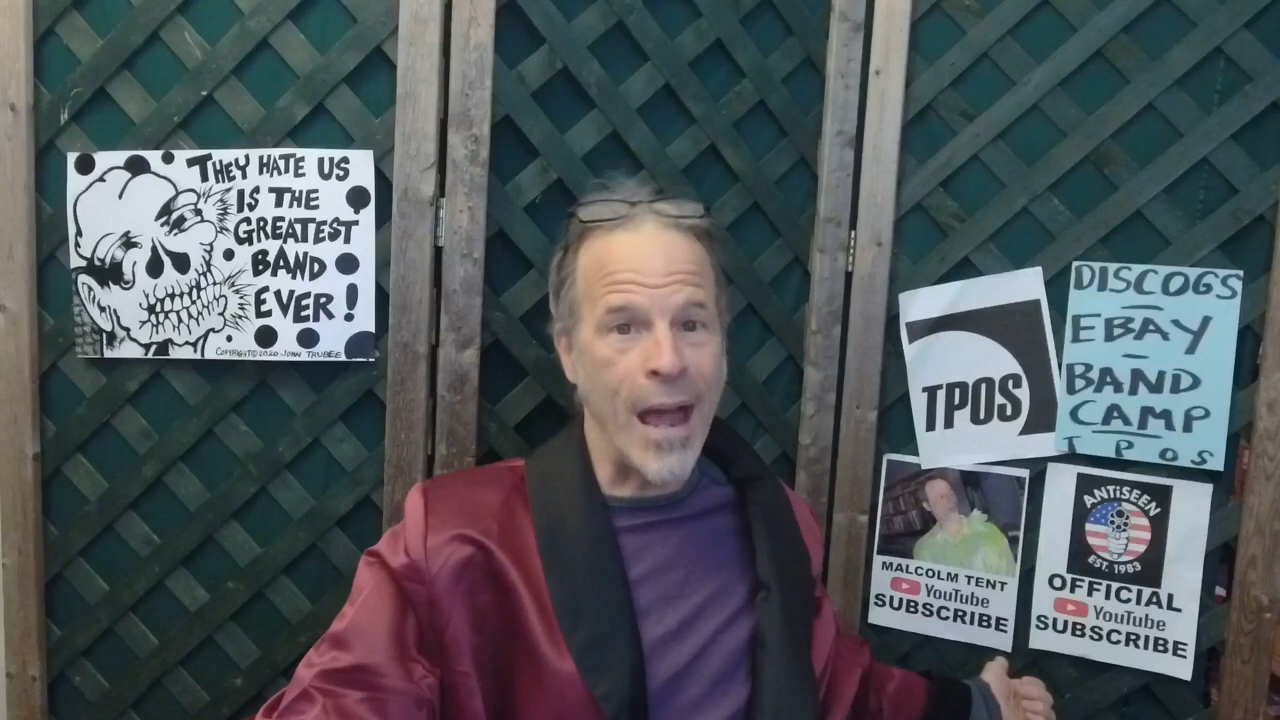 THEY HATE US
IS THE
GREATEST
BAND
EVER!
COPYRIGHT©2020 JOHN TRUBEE
TPOS
DISCOGS
-
EBAY
-
BAND
CAMP
TPOS
MALCOLM TENT
YouTube
SUBSCRIBE
ANTiSEEN
EST. 1983
OFFICIAL
YouTube
SUBSCRIBE